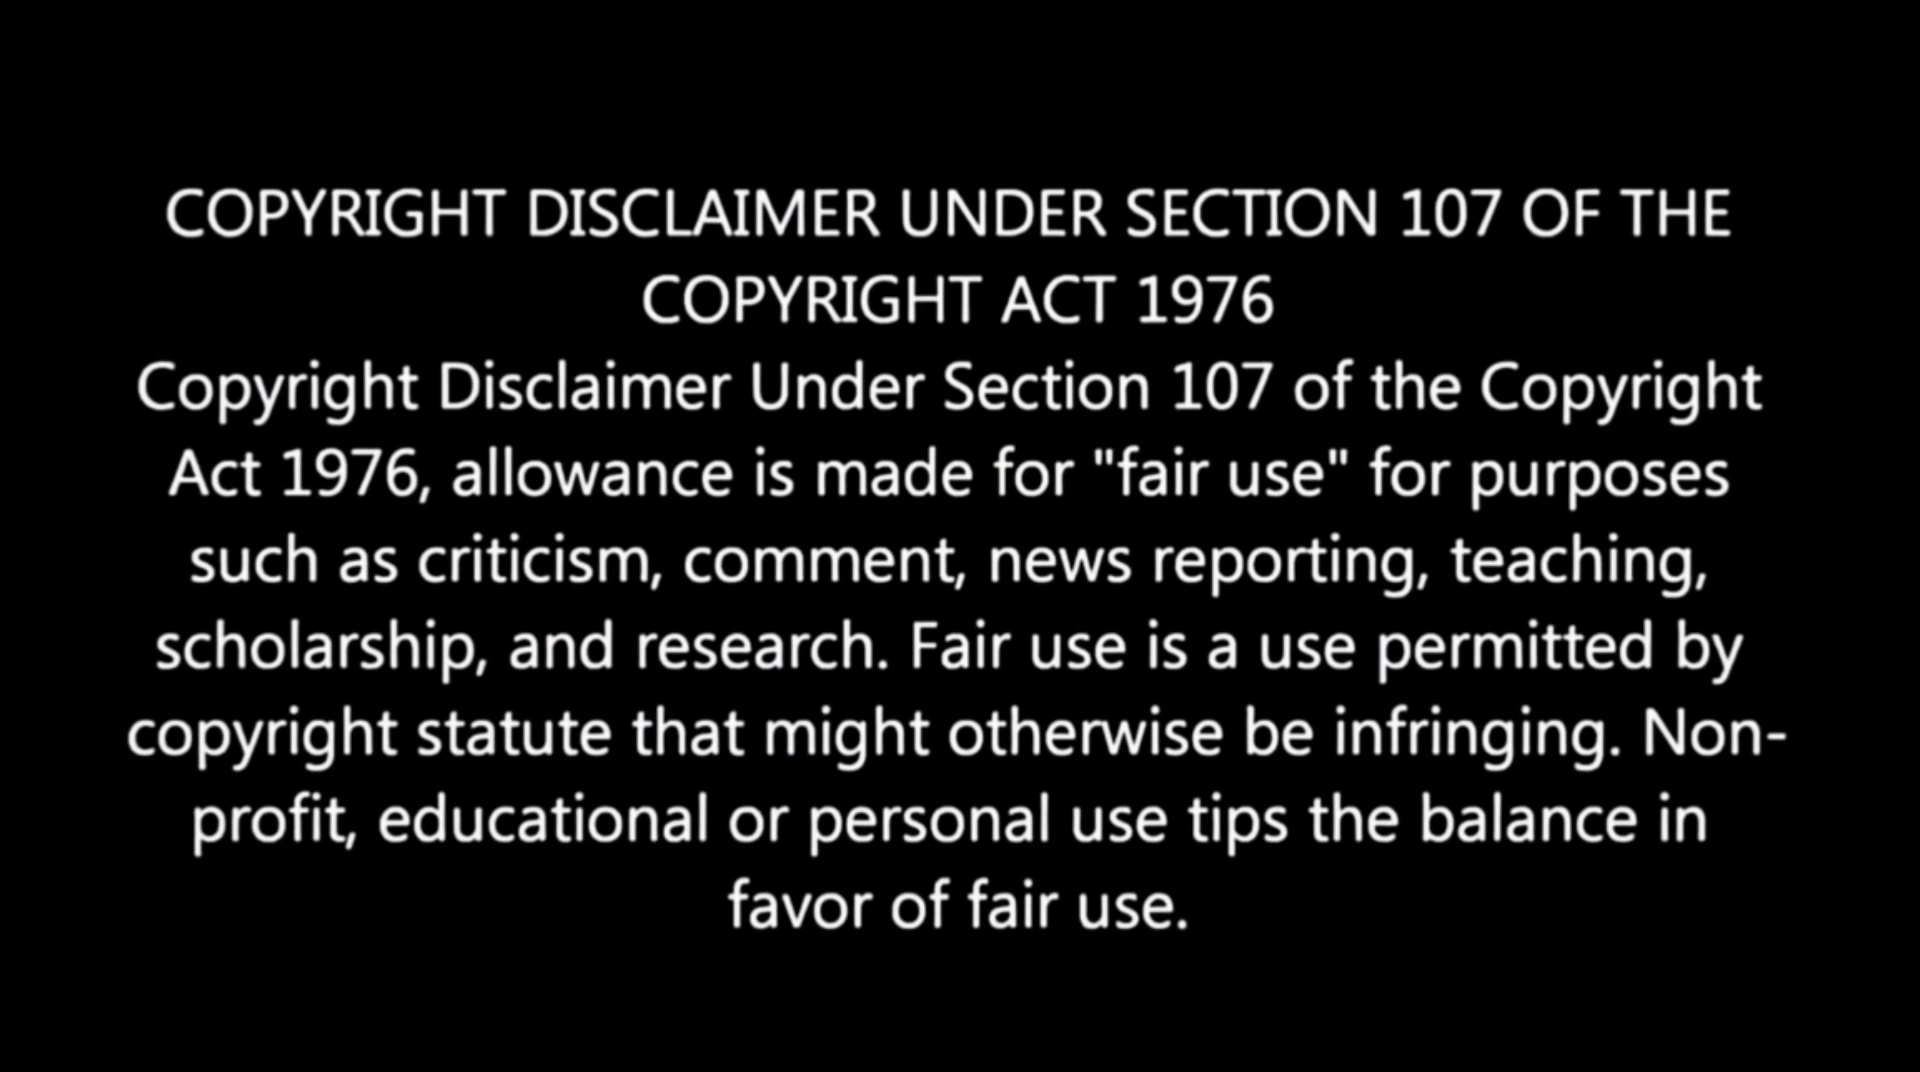 COPYRIGHT DISCLAIMER UNDER SECTION 107 OF THE
COPYRIGHT ACT 1976
Copyright Disclaimer Under Section 107 of the Copyright
Act 1976, allowance is made for "fair use" for purposes
such as criticism, comment, news reporting, teaching,
scholarship, and research. Fair use is a use permitted by
copyright statute that might otherwise be infringing. Non-
profit, educational or personal use tips the balance in
favor of fair use.